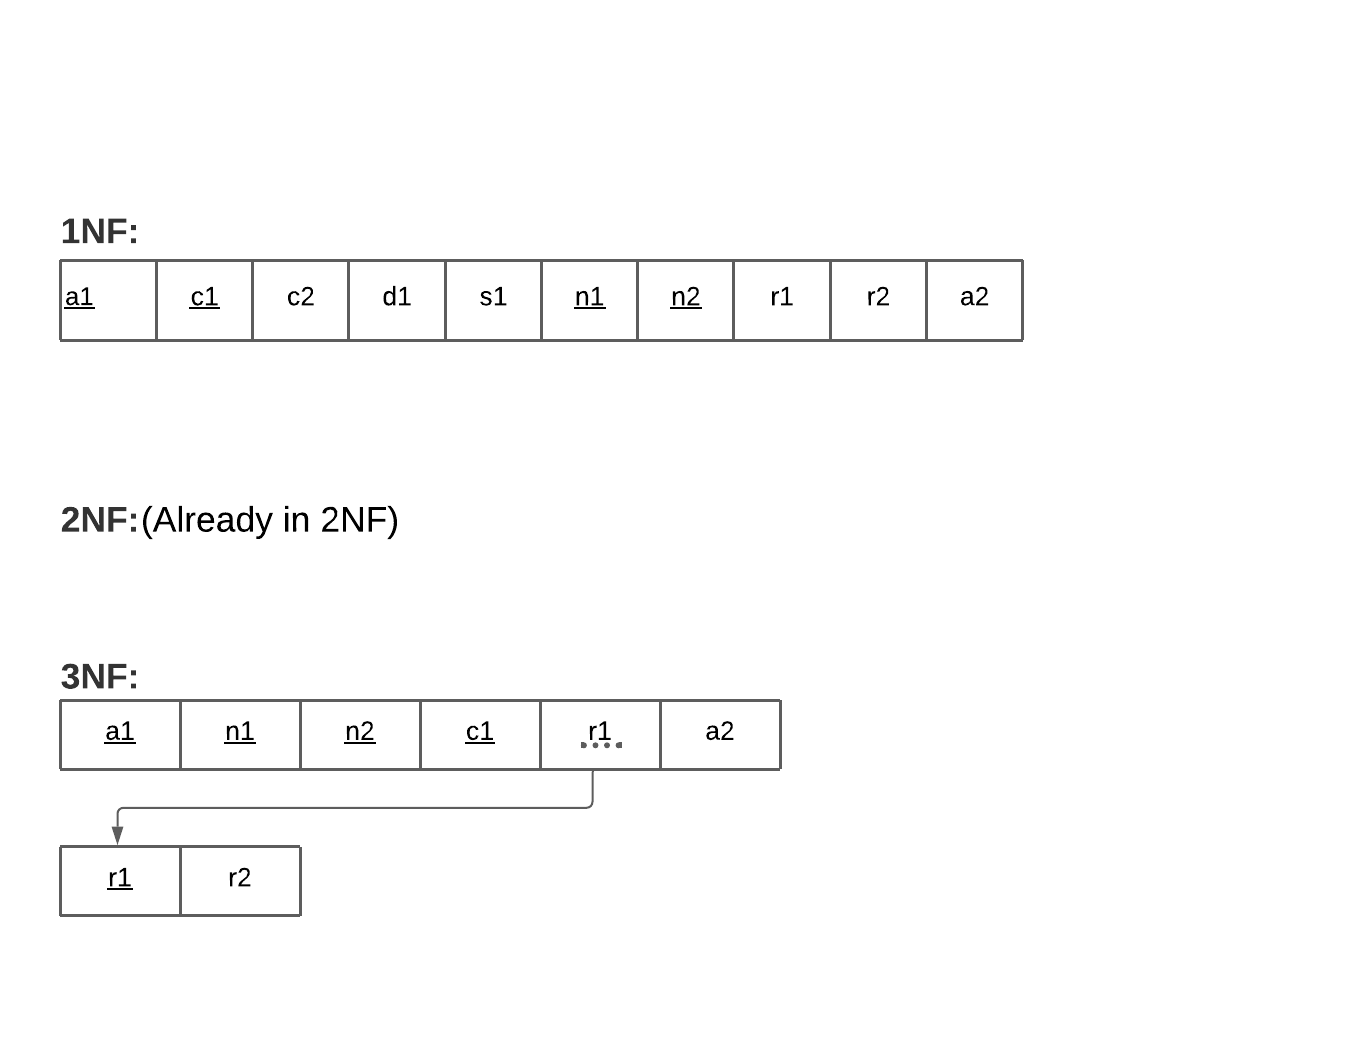 1NF:
a1 c1 c2 d1 s1 n1 n2 r1 r2 a2
2NF:(Already in 2NF)
3NF:
a1 n1 n2 c1 r1 a2
r1 r2